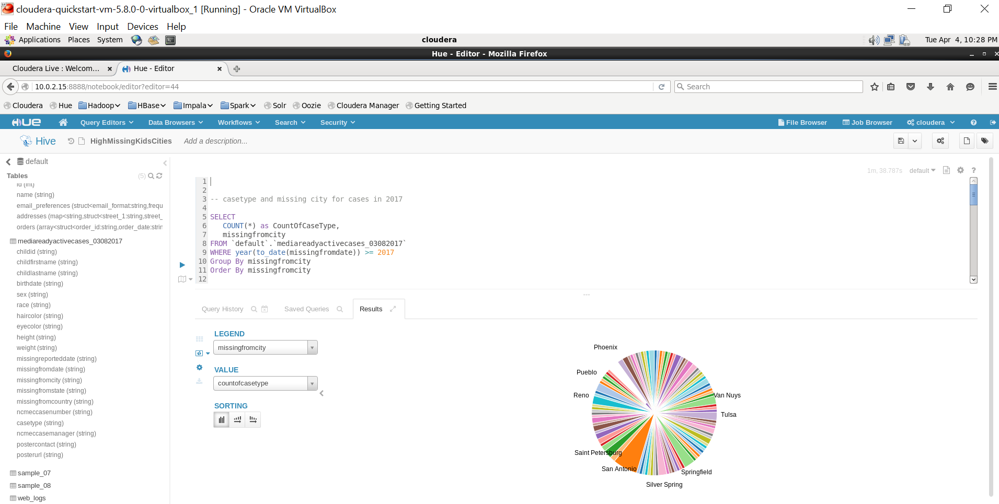 cloudera-quickstart-vm-5.8.0-0-virtualbox_1 [Running] - Oracle VM VirtualBox
File Machine View Input Devices Help
Applications Places System cloudera Tue Apr 4, 10:28 PM
Hue - Editor - Mozilla Firefox
Cloudera Live : Welcom... Hue - Editor
10.0.2.15:8888/notebook/editor?editor=44 Search
Cloudera Hue Hadoop HBase Impala Spark Solr Oozie Cloudera Manager Getting Started
HUE Query Editors Data Browsers Workflows Search Security File Browser Job Browser cloudera
Hive HighMissingKidsCities Add a description...
default
Tables (5)
id (int)
name (string)
email_preferences (struct<email_format:string,frequ
addresses (map<string,struct<street_1:string,street_
orders (array<struct<order_id:string,order_date:strin
mediareadyactivecases_03082017
childid (string)
childfirstname (string)
childlastname (string)
birthdate (string)
sex (string)
race (string)
haircolor (string)
eyecolor (string)
height (string)
weight (string)
missingreporteddate (string)
missingfromdate (string)
missingfromcity (string)
missingfromstate (string)
missingfromcountry (string)
ncmeccasenumber (string)
casetype (string)
ncmeccasemanager (string)
postercontact (string)
posterurl (string)
sample_07
sample_08
web_logs
1m, 38.787s default ?
1
2
3 -- casetype and missing city for cases in 2017
4
5 SELECT
6 COUNT(*) as CountOfCaseType,
7 missingfromcity
8 FROM `default`.`mediareadyactivecases_03082017`
9 WHERE year(to_date(missingfromdate)) >= 2017
10 Group By missingfromcity
11 Order By missingfromcity
12
Query History Saved Queries Results
LEGEND
missingfromcity
VALUE
countofcasetype
SORTING
Phoenix
Pueblo
Reno
Van Nuys
Tulsa
Saint Petersburg
San Antonio
Springfield
Silver Spring